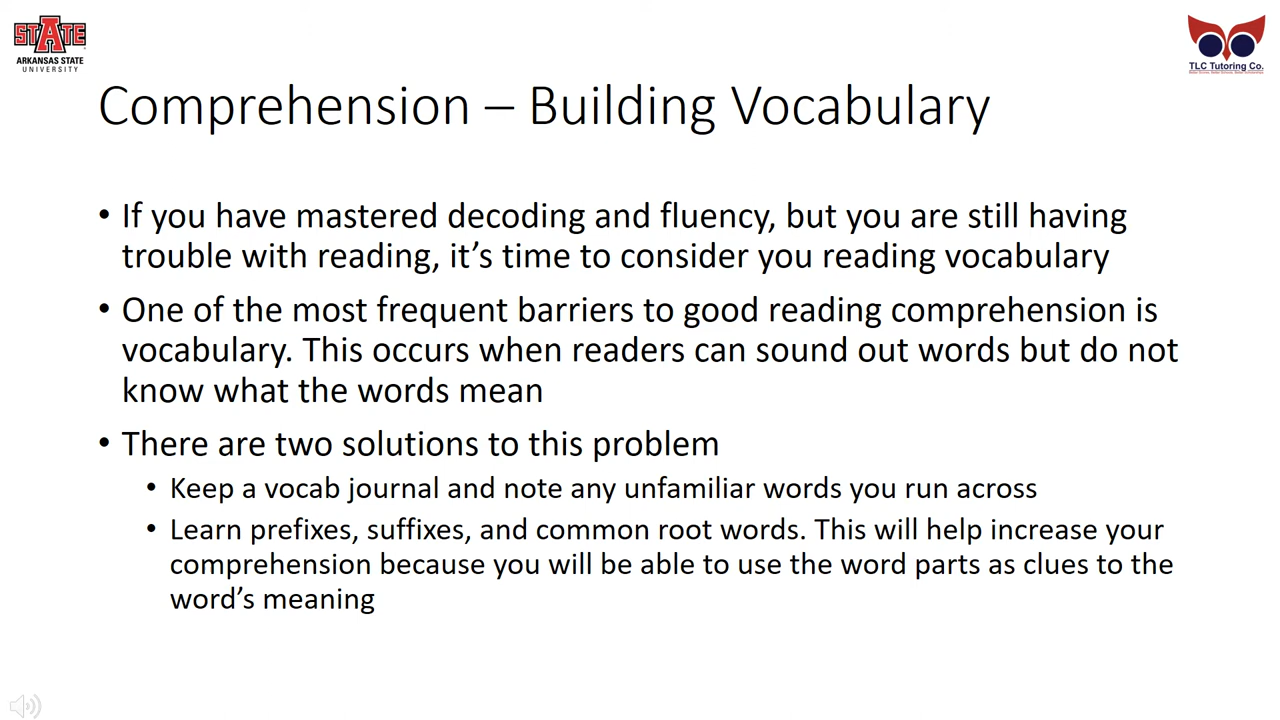 STATE
ARKANSAS STATE
UNIVERSITY
TLC Tutoring Co.
Comprehension – Building Vocabulary
• If you have mastered decoding and fluency, but you are still having
trouble with reading, it’s time to consider you reading vocabulary
• One of the most frequent barriers to good reading comprehension is
vocabulary. This occurs when readers can sound out words but do not
know what the words mean
• There are two solutions to this problem
• Keep a vocab journal and note any unfamiliar words you run across
• Learn prefixes, suffixes, and common root words. This will help increase your
comprehension because you will be able to use the word parts as clues to the
word’s meaning